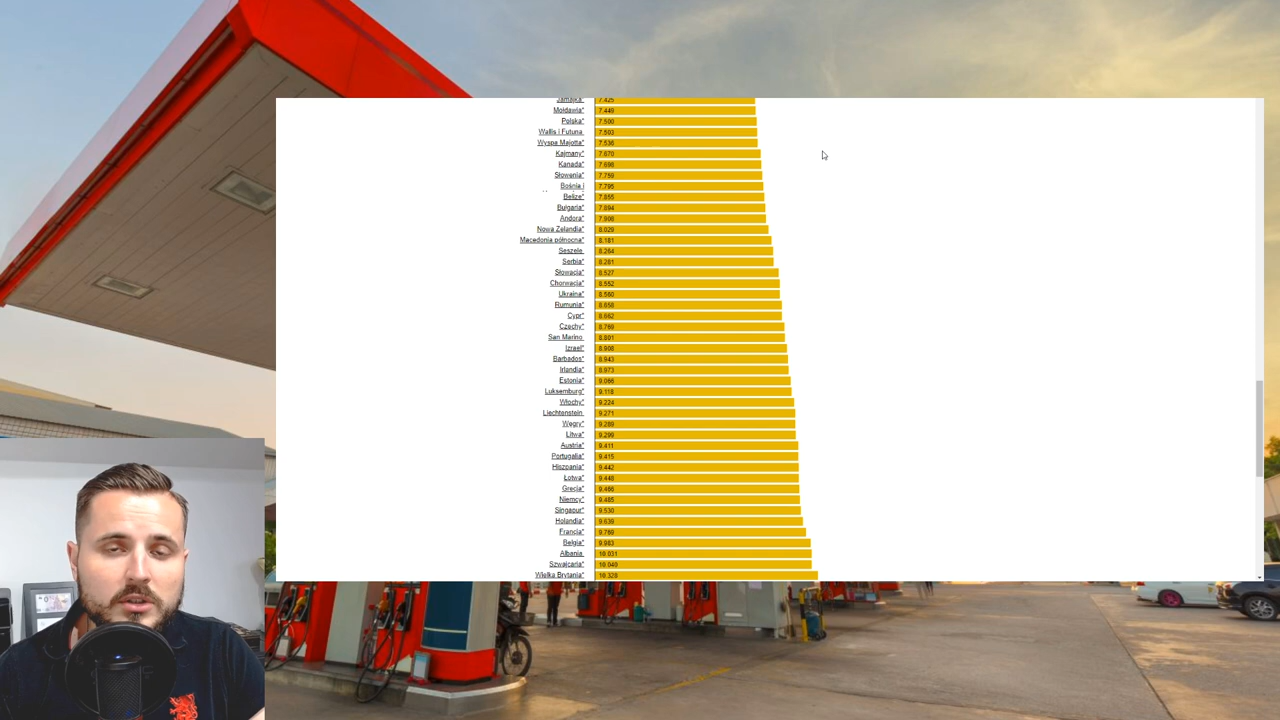 Jamajka* 7.425
Mołdawia* 7.449
Polska* 7.500
Wallis i Futuna 7.503
Wyspa Majotta* 7.536
Kajmany* 7.670
Kanada* 7.698
Słowenia* 7.759
Bośnia i 7.795
Belize* 7.855
Bułgaria* 7.894
Andora* 7.908
Nowa Zelandia* 8.029
Macedonia północna* 8.181
Seszele 8.264
Serbia* 8.281
Słowacja* 8.527
Chorwacja* 8.552
Ukraina* 8.560
Rumunia* 8.658
Cypr* 8.662
Czechy* 8.769
San Marino 8.801
Izrael* 8.908
Barbados* 8.943
Irlandia* 8.973
Estonia* 9.066
Luksemburg* 9.118
Włochy* 9.224
Liechtenstein 9.271
Węgry* 9.289
Litwa* 9.299
Austria* 9.411
Portugalia* 9.415
Hiszpania* 9.442
Łotwa* 9.448
Grecja* 9.466
Niemcy* 9.485
Singapur* 9.530
Holandia* 9.639
Francja* 9.769
Belgia* 9.983
Albania 10.031
Szwajcaria* 10.049
Wielka Brytania* 10.328